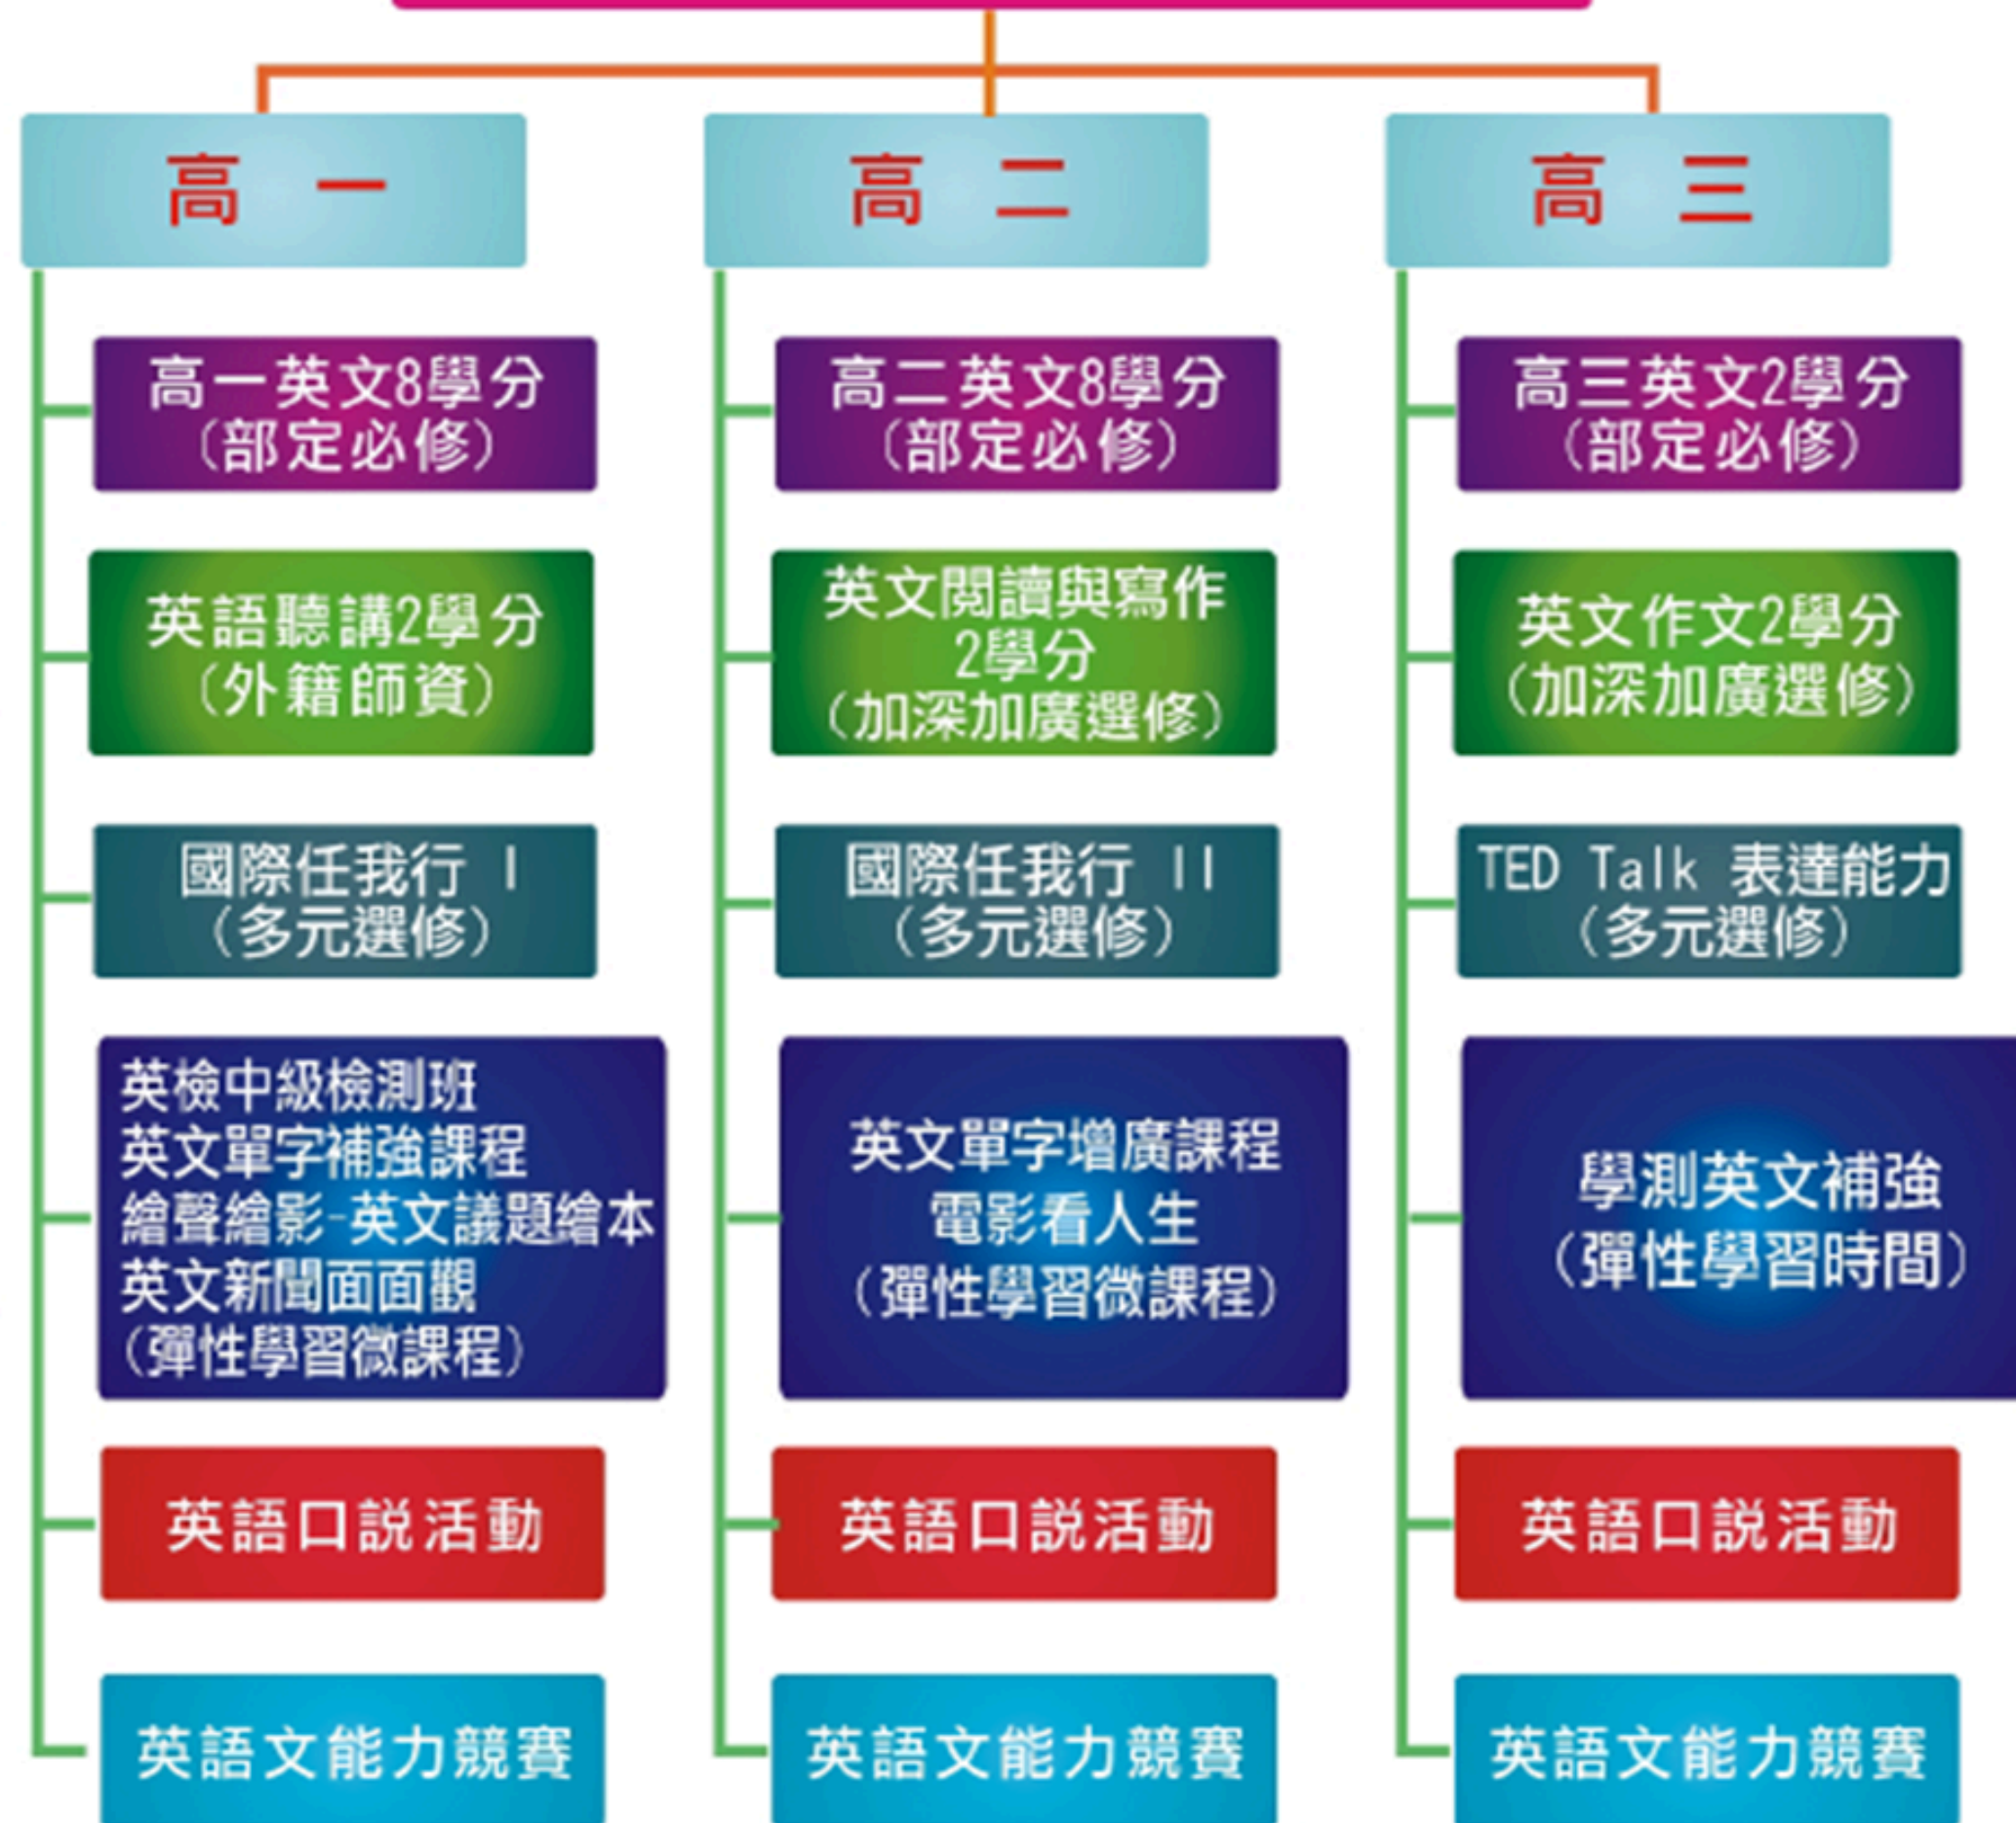 高 一
高一英文8學分
(部定必修)
英語聽講2學分
(外籍師資)
國際任我行 I
(多元選修)
英檢中級檢測班
英文單字補強課程
繪聲繪影-英文議題繪本
英文新聞面面觀
(彈性學習微課程)
英語口說活動
英語文能力競賽
高 二
高二英文8學分
(部定必修)
英文閱讀與寫作
2學分
(加深加廣選修)
國際任我行 II
(多元選修)
英文單字增廣課程
電影看人生
(彈性學習微課程)
英語口說活動
英語文能力競賽
高 三
高三英文2學分
(部定必修)
英文作文2學分
(加深加廣選修)
TED Talk 表達能力
(多元選修)
學測英文補強
(彈性學習時間)
英語口說活動
英語文能力競賽